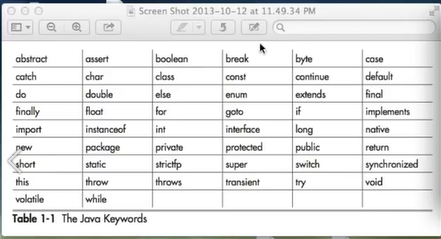 Screen Shot 2013-10-12 at 11.49.34 PM
abstract assert boolean break byte case
catch char class const continue default
do double else enum extends final
finally float for goto if implements
import instanceof int interface long native
new package private protected public return
short static strictfp super switch synchronized
this throw throws transient try void
volatile while
Table 1-1 The Java Keywords